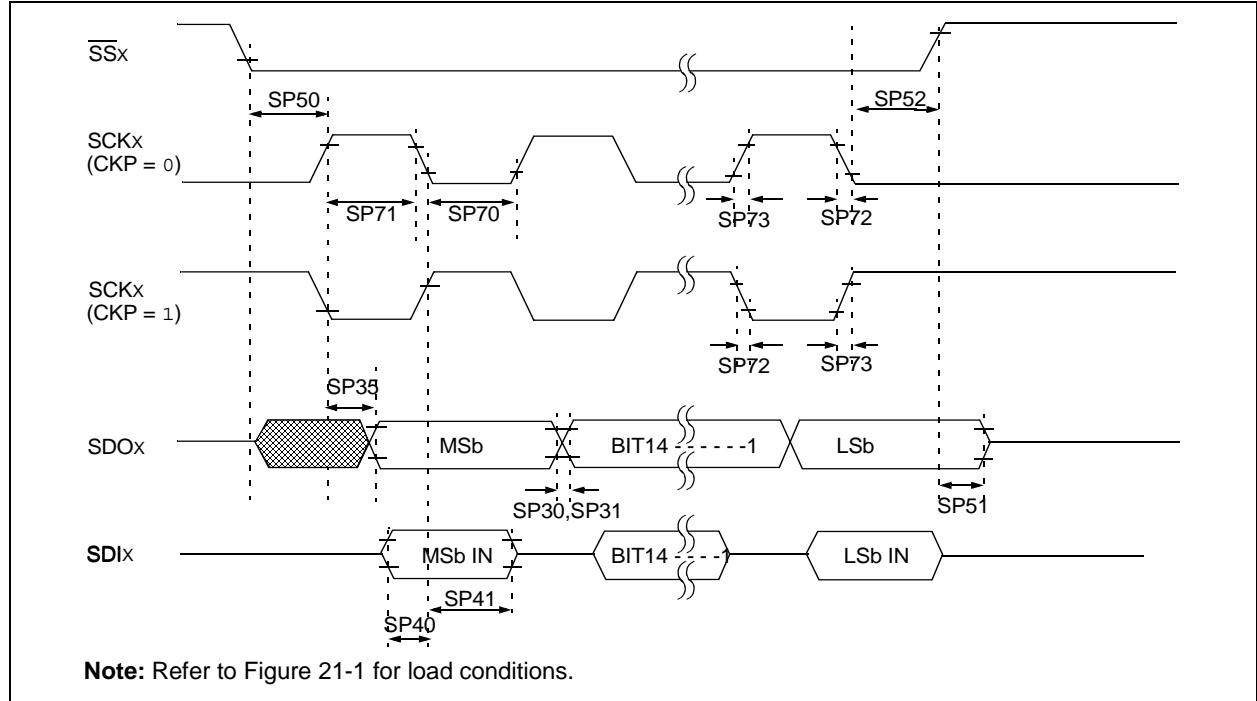 SSX
SP50
SP52
SCKX
(CKP = 0)
SP71
SP70
SP73
SP72
SCKX
(CKP = 1)
SP72
SP73
SP35
SDOX
MSb
BIT14 - - - - - -1
LSb
SP30,SP31
SP51
SDIX
MSb IN
BIT14 - - - -1
LSb IN
SP41
SP40
Note: Refer to Figure 21-1 for load conditions.